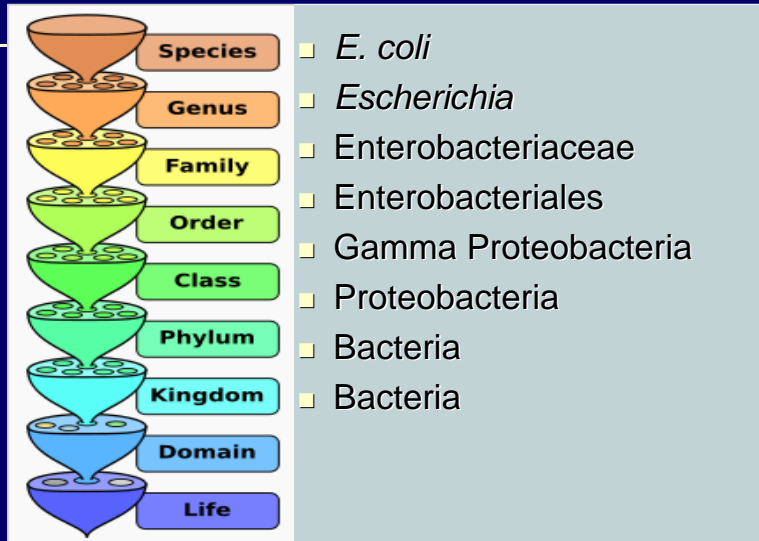 Species
Genus
Family
Order
Class
Phylum
Kingdom
Domain
Life
E. coli
Escherichia
Enterobacteriaceae
Enterobacteriales
Gamma Proteobacteria
Proteobacteria
Bacteria
Bacteria